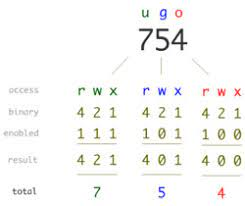 u g o
754
access r w x r w x r w x
binary 4 2 1 4 2 1 4 2 1
enabled 1 1 1 1 0 1 1 0 0
result 4 2 1 4 0 1 4 0 0
total 7 5 4